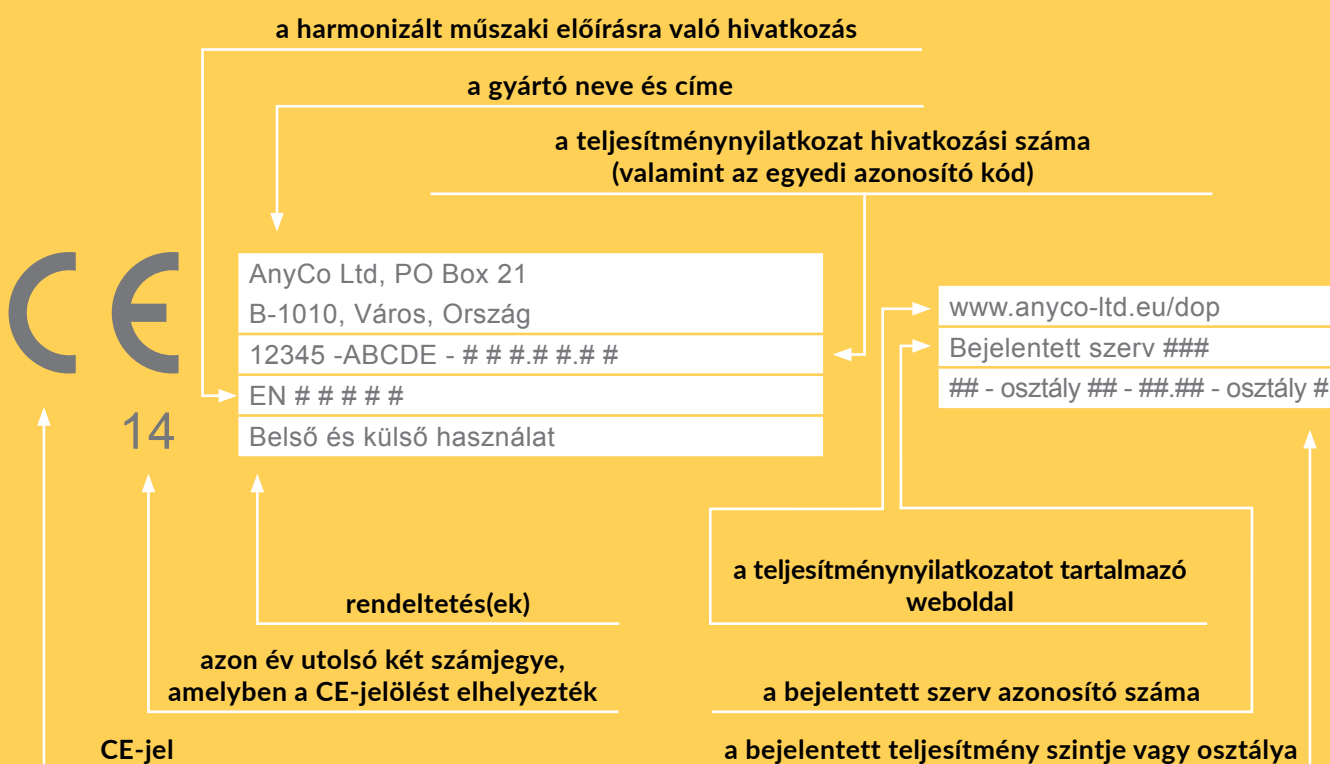 a harmonizált műszaki előírásra való hivatkozás
a gyártó neve és címe
a teljesítménynyilatkozat hivatkozási száma
(valamint az egyedi azonosító kód)
CE
14
AnyCo Ltd, PO Box 21
B-1010, Város, Ország
12345 -ABCDE - # # #.# #.# #
EN # # # # #
Belső és külső használat
www.anyco-ltd.eu/dop
Bejelentett szerv ###
## - osztály ## - ##.## - osztály #
rendeltetés(ek)
a teljesítménynyilatkozatot tartalmazó
weboldal
azon év utolsó két számjegye,
amelyben a CE-jelölést elhelyezték
a bejelentett szerv azonosító száma
CE-jel
a bejelentett teljesítmény szintje vagy osztálya